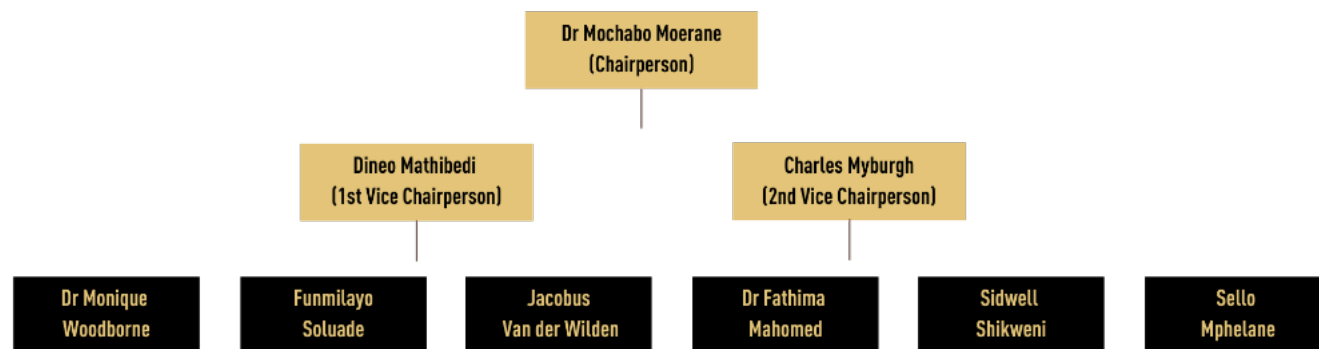 Dr Mochabo Moerane
(Chairperson)
Dineo Mathibedi
(1st Vice Chairperson)
Charles Myburgh
(2nd Vice Chairperson)
Dr Monique
Woodborne
Funmilayo
Soluade
Jacobus
Van der Wilden
Dr Fathima
Mahomed
Sidwell
Shikweni
Sello
Mphelane